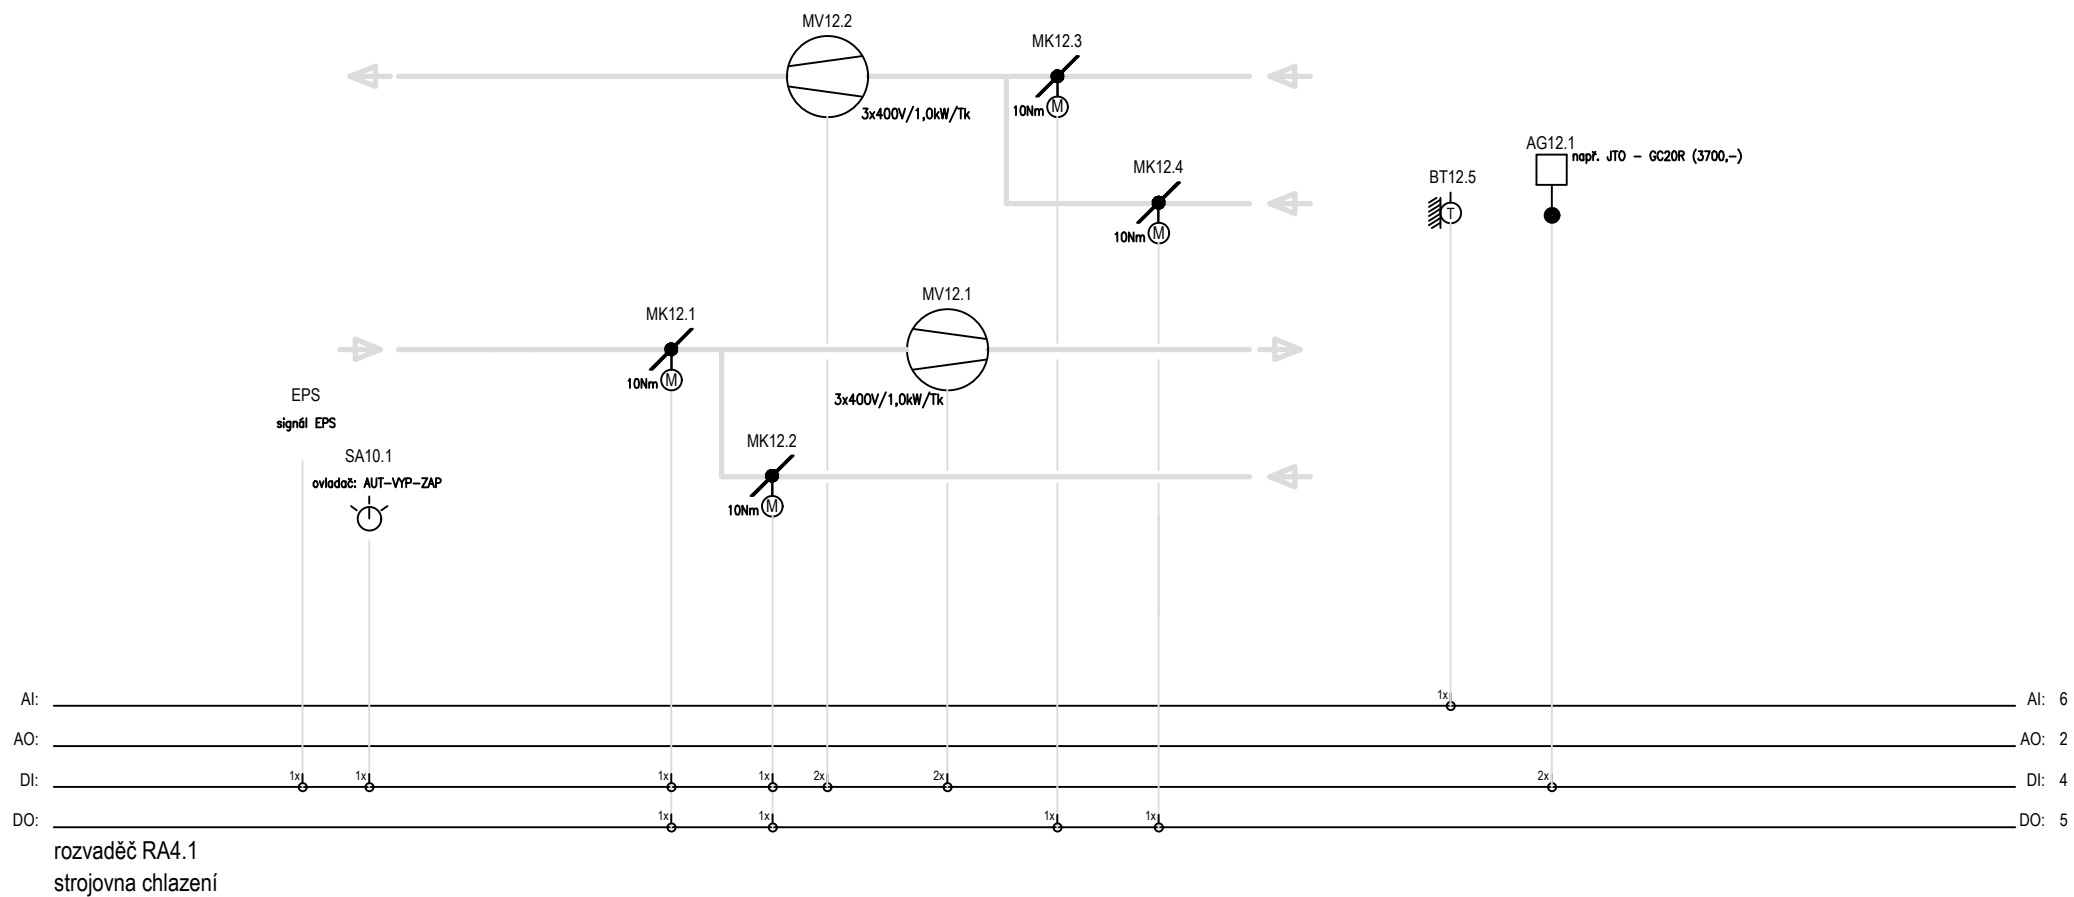 MV12.2
MK12.3
3x400V/1,0kW/Tk
10Nm
M
AG12.1
např. JTO - GC20R (3700,-)
MK12.4
BT12.5
T
10Nm
M
MV12.1
MK12.1
10Nm
M
3x400V/1,0kW/Tk
EPS
signál EPS
MK12.2
SA10.1
ovladač: AUT-VYP-ZAP
10Nm
M
AI: 1x AI: 6
AO: AO: 2
DI: 1x 1x 1x 1x 2x 2x 2x DI: 4
DO: 1x 1x 1x 1x DO: 5
rozvaděč RA4.1
strojovna chlazení